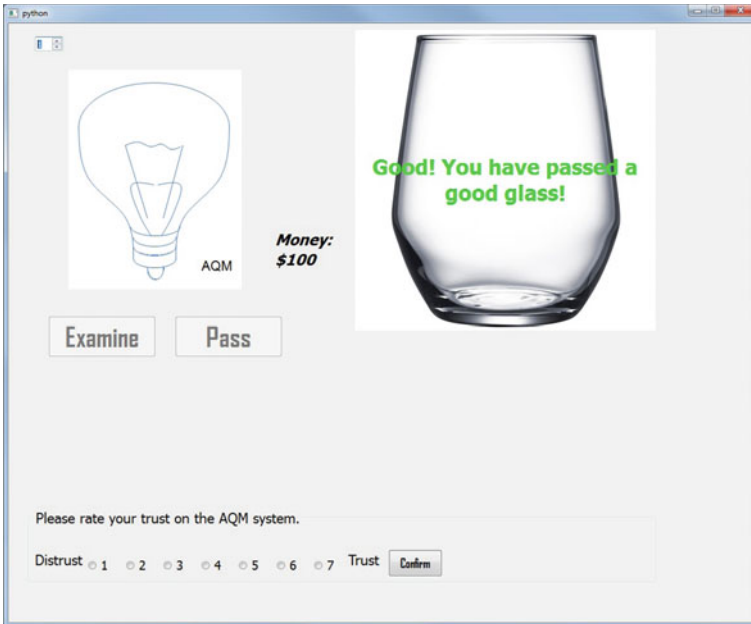 python
AQM
Money:
$100
Good! You have passed a
good glass!
Examine
Pass
Please rate your trust on the AQM system.
Distrust 1 2 3 4 5 6 7 Trust Confirm